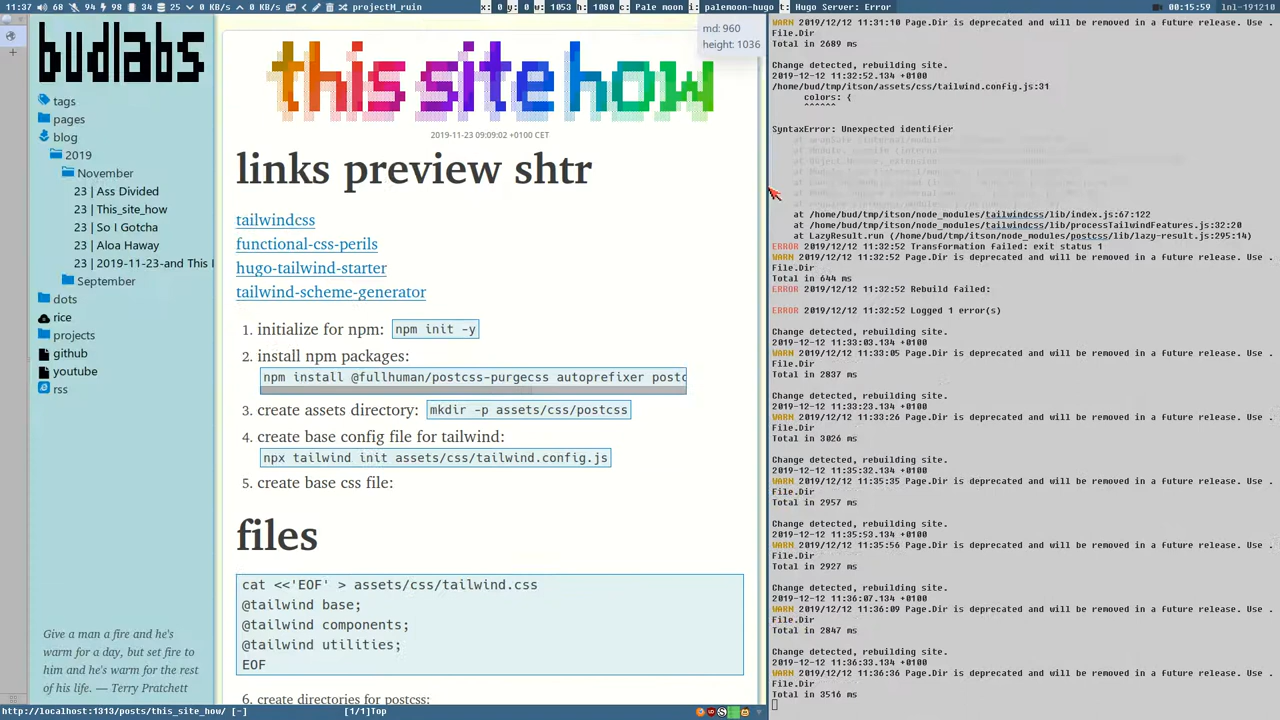 11:37 68 94 98 34 25 0 KB/s 0 KB/s projectM_ruin x: 0 y: 0 w: 1053 h: 1080 c: Pale moon i: palemoon-hugo t: Hugo Server: Error 00:15:59 lnl-191210
md: 960
height: 1036
budlabs
tags
pages
blog
2019
November
23 | Ass Divided
23 | This_site_how
23 | So I Gotcha
23 | Aloa Haway
23 | 2019-11-23-and This I
September
dots
rice
projects
github
youtube
rss
Give a man a fire and he's
warm for a day, but set fire to
him and he's warm for the rest
of his life. — Terry Pratchett
this site how
2019-11-23 09:09:02 +0100 CET
links preview shtr
tailwindcss
functional-css-perils
hugo-tailwind-starter
tailwind-scheme-generator
1. initialize for npm: npm init -y
2. install npm packages:
npm install @fullhuman/postcss-purgecss autoprefixer postc
3. create assets directory: mkdir -p assets/css/postcss
4. create base config file for tailwind:
npx tailwind init assets/css/tailwind.config.js
5. create base css file:
files
cat <<'EOF' > assets/css/tailwind.css
@tailwind base;
@tailwind components;
@tailwind utilities;
EOF
6. create directories for postcss:
http://localhost:1313/posts/this_site_how/ [-] [1/1]Top
WARN 2019/12/12 11:31:10 Page.Dir is deprecated and will be removed in a future release. Use .
File.Dir
Total in 2689 ms
Change detected, rebuilding site.
2019-12-12 11:32:52.134 +0100
/home/bud/tmp/itson/assets/css/tailwind.config.js:31
colors: {
^^^^^^
SyntaxError: Unexpected identifier
at /home/bud/tmp/itson/node_modules/tailwindcss/lib/index.js:67:122
at /home/bud/tmp/itson/node_modules/tailwindcss/lib/processTailwindFeatures.js:32:20
at LazyResult.run (/home/bud/tmp/itson/node_modules/postcss/lib/lazy-result.js:295:14)
ERROR 2019/12/12 11:32:52 Transformation failed: exit status 1
WARN 2019/12/12 11:32:52 Page.Dir is deprecated and will be removed in a future release. Use .
File.Dir
Total in 644 ms
ERROR 2019/12/12 11:32:52 Rebuild failed:
ERROR 2019/12/12 11:32:52 Logged 1 error(s)
Change detected, rebuilding site.
2019-12-12 11:33:03.134 +0100
WARN 2019/12/12 11:33:05 Page.Dir is deprecated and will be removed in a future release. Use .
File.Dir
Total in 2837 ms
Change detected, rebuilding site.
2019-12-12 11:33:23.134 +0100
WARN 2019/12/12 11:33:26 Page.Dir is deprecated and will be removed in a future release. Use .
File.Dir
Total in 3026 ms
Change detected, rebuilding site.
2019-12-12 11:35:32.134 +0100
WARN 2019/12/12 11:35:35 Page.Dir is deprecated and will be removed in a future release. Use .
File.Dir
Total in 2957 ms
Change detected, rebuilding site.
2019-12-12 11:35:53.134 +0100
WARN 2019/12/12 11:35:56 Page.Dir is deprecated and will be removed in a future release. Use .
File.Dir
Total in 2927 ms
Change detected, rebuilding site.
2019-12-12 11:36:07.134 +0100
WARN 2019/12/12 11:36:09 Page.Dir is deprecated and will be removed in a future release. Use .
File.Dir
Total in 2847 ms
Change detected, rebuilding site.
2019-12-12 11:36:33.134 +0100
WARN 2019/12/12 11:36:36 Page.Dir is deprecated and will be removed in a future release. Use .
File.Dir
Total in 3516 ms